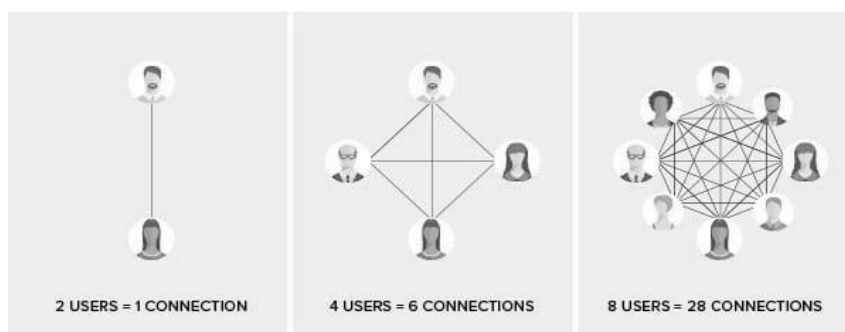 2 USERS = 1 CONNECTION
4 USERS = 6 CONNECTIONS
8 USERS = 28 CONNECTIONS